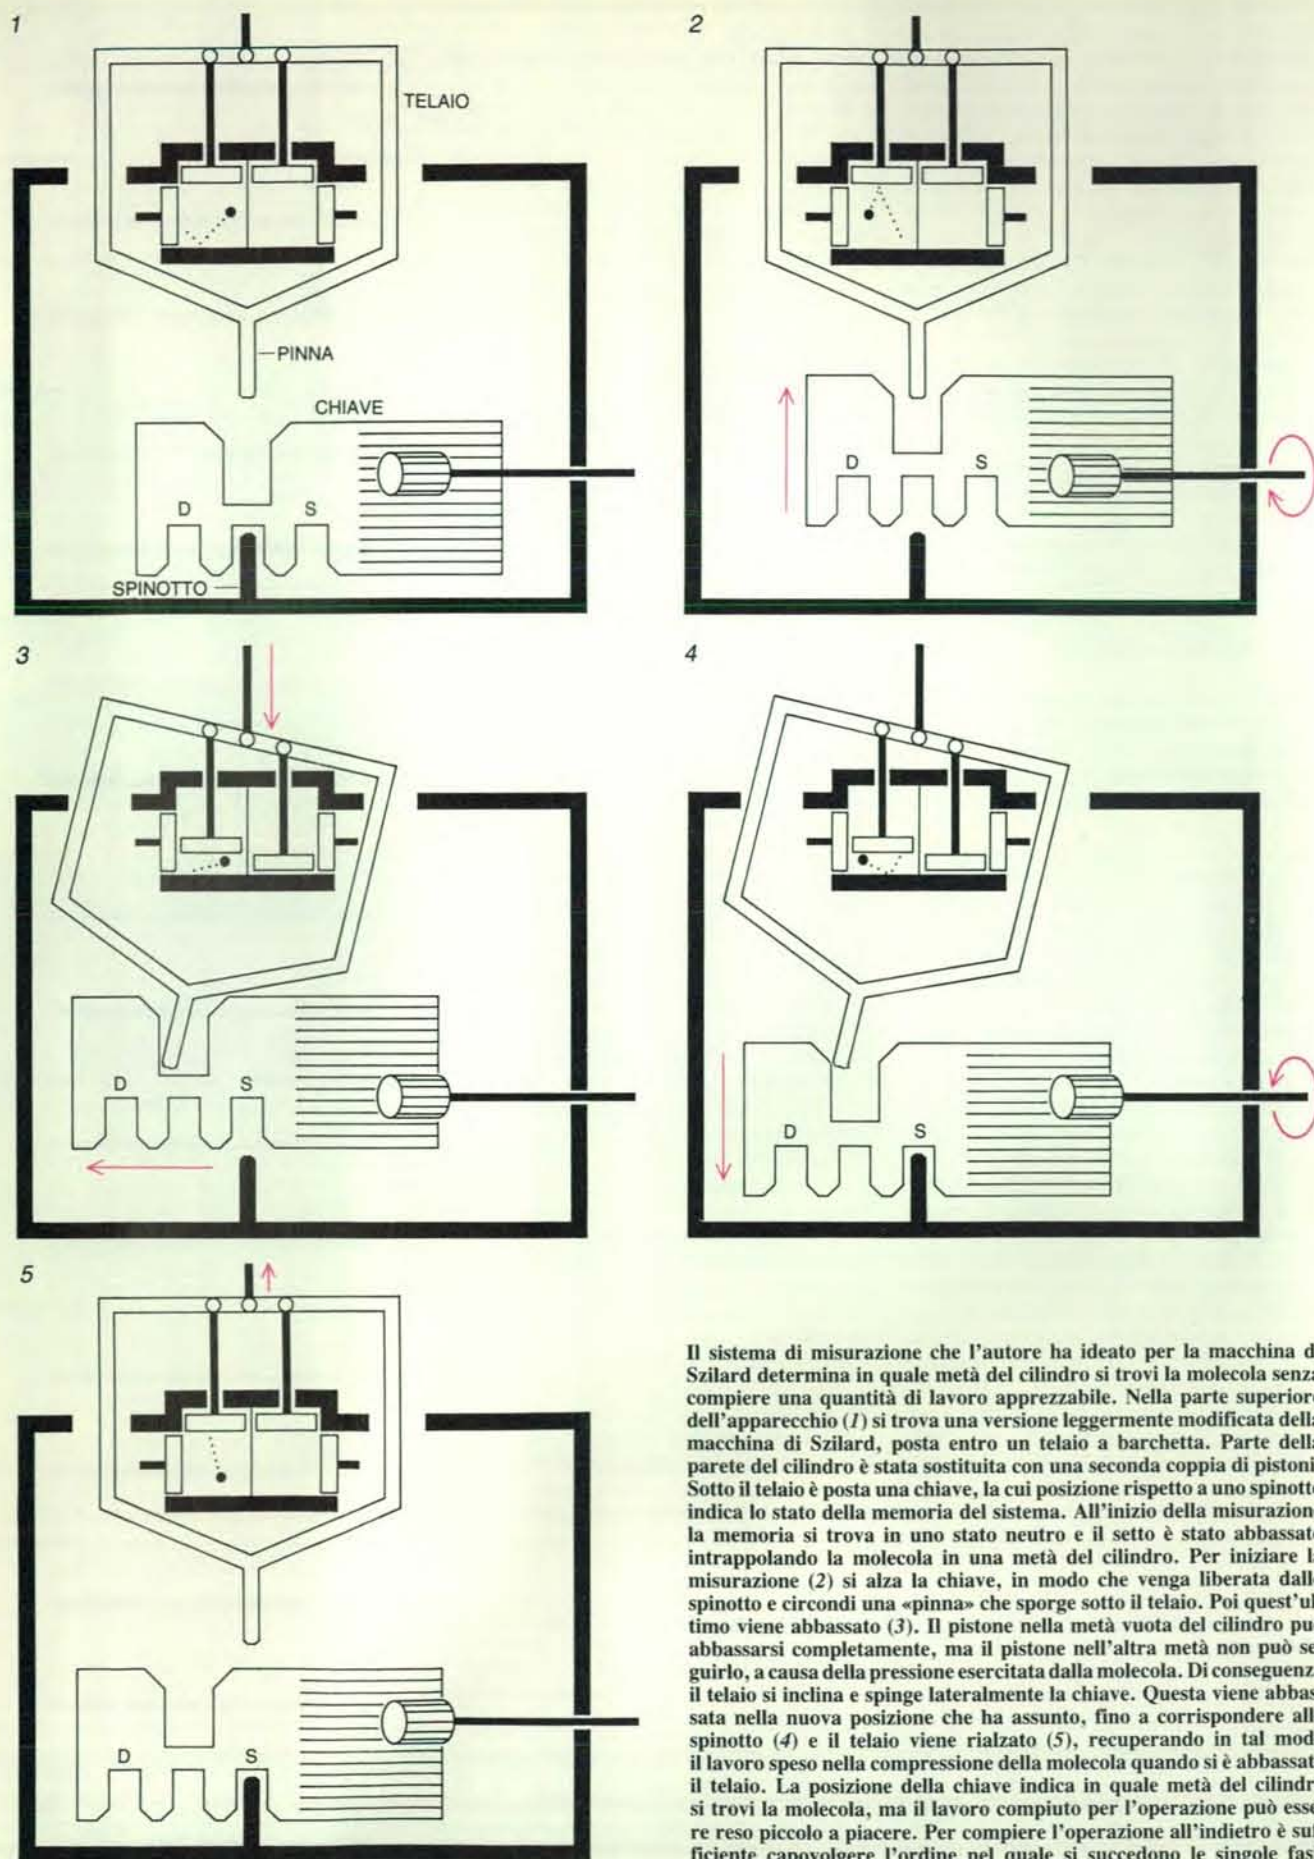 1
TELAIO
PINNA
CHIAVE
D
S
SPINOTTO
2
D
S
3
D
S
4
D
S
5
D
S
Il sistema di misurazione che l'autore ha ideato per la macchina d
Szilard determina in quale metà del cilindro si trovi la molecola senza
compiere una quantità di lavoro apprezzabile. Nella parte superiore
dell'apparecchio (1) si trova una versione leggermente modificata della
macchina di Szilard, posta entro un telaio a barchetta. Parte della
parete del cilindro è stata sostituita con una seconda coppia di pistoni
Sotto il telaio è posta una chiave, la cui posizione rispetto a uno spinotto
indica lo stato della memoria del sistema. All'inizio della misurazion
la memoria si trova in uno stato neutro e il setto è stato abbassat
intrappolando la molecola in una metà del cilindro. Per iniziare l
misurazione (2) si alza la chiave, in modo che venga liberata dall
spinotto e circondi una «pinna» che sporge sotto il telaio. Poi quest'ul
timo viene abbassato (3). Il pistone nella metà vuota del cilindro pu
abbassarsi completamente, ma il pistone nell'altra metà non può se
guirlo, a causa della pressione esercitata dalla molecola. Di conseguenz
il telaio si inclina e spinge lateralmente la chiave. Questa viene abbas
sata nella nuova posizione che ha assunto, fino a corrispondere all
spinotto (4) e il telaio viene rialzato (5), recuperando in tal mod
il lavoro speso nella compressione della molecola quando si è abbassat
il telaio. La posizione della chiave indica in quale metà del cilindr
si trovi la molecola, ma il lavoro compiuto per l'operazione può esse
re reso piccolo a piacere. Per compiere l'operazione all'indietro è suf
ficiente capovolgere l'ordine nel quale si succedono le singole fasi